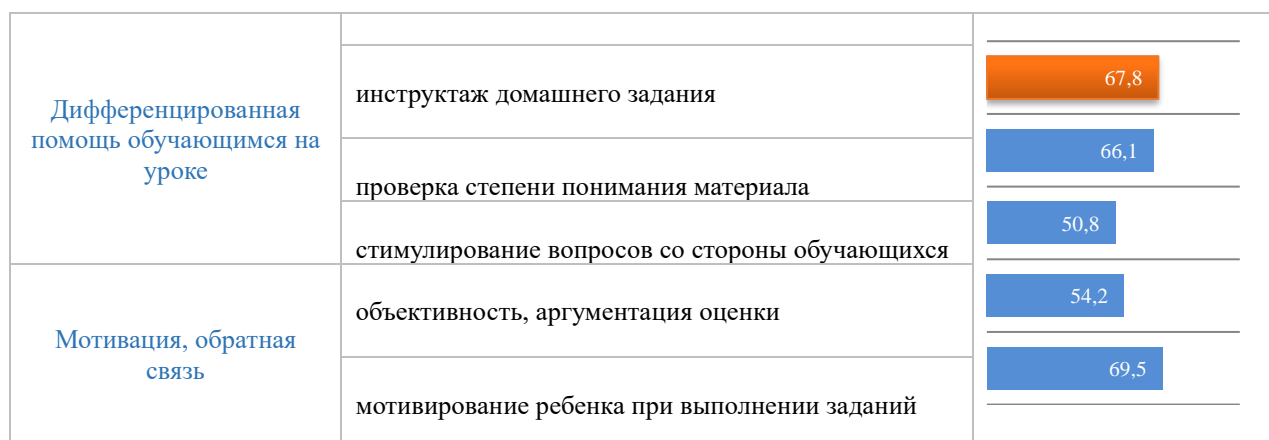 Дифференцированная
помощь обучающимся на
уроке
инструктаж домашнего задания
67,8
проверка степени понимания материала
66,1
стимулирование вопросов со стороны обучающихся
50,8
Мотивация, обратная
связь
объективность, аргументация оценки
54,2
мотивирование ребенка при выполнении заданий
69,5